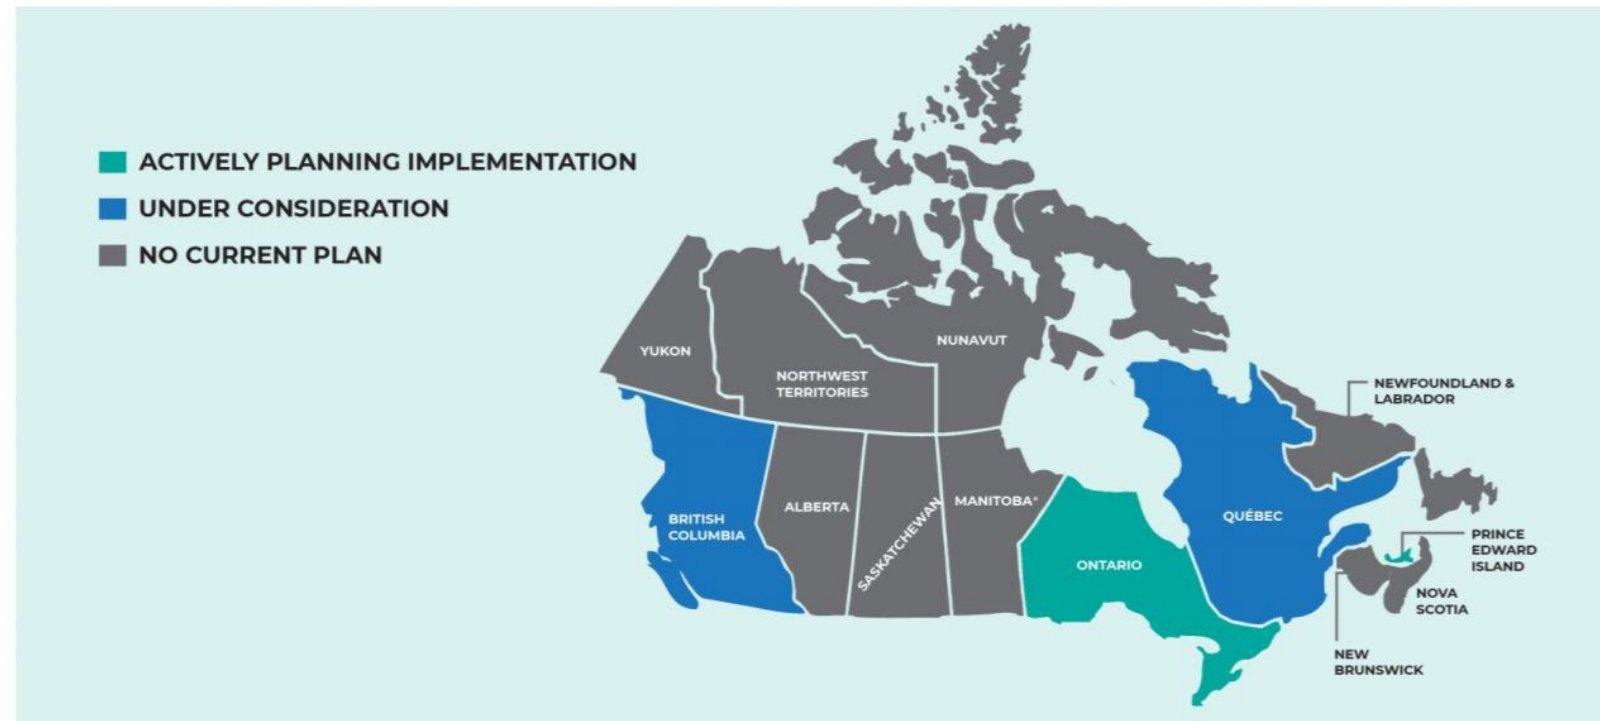 ACTIVELY PLANNING IMPLEMENTATION
UNDER CONSIDERATION
NO CURRENT PLAN
YUKON
NORTHWEST
TERRITORIES
NUNAVUT
NEWFOUNDLAND &
LABRADOR
BRITISH
COLUMBIA
ALBERTA
SASKATCHEWAN
MANITOBA*
ONTARIO
QUÉBEC
PRINCE
EDWARD
ISLAND
NOVA
SCOTIA
NEW
BRUNSWICK